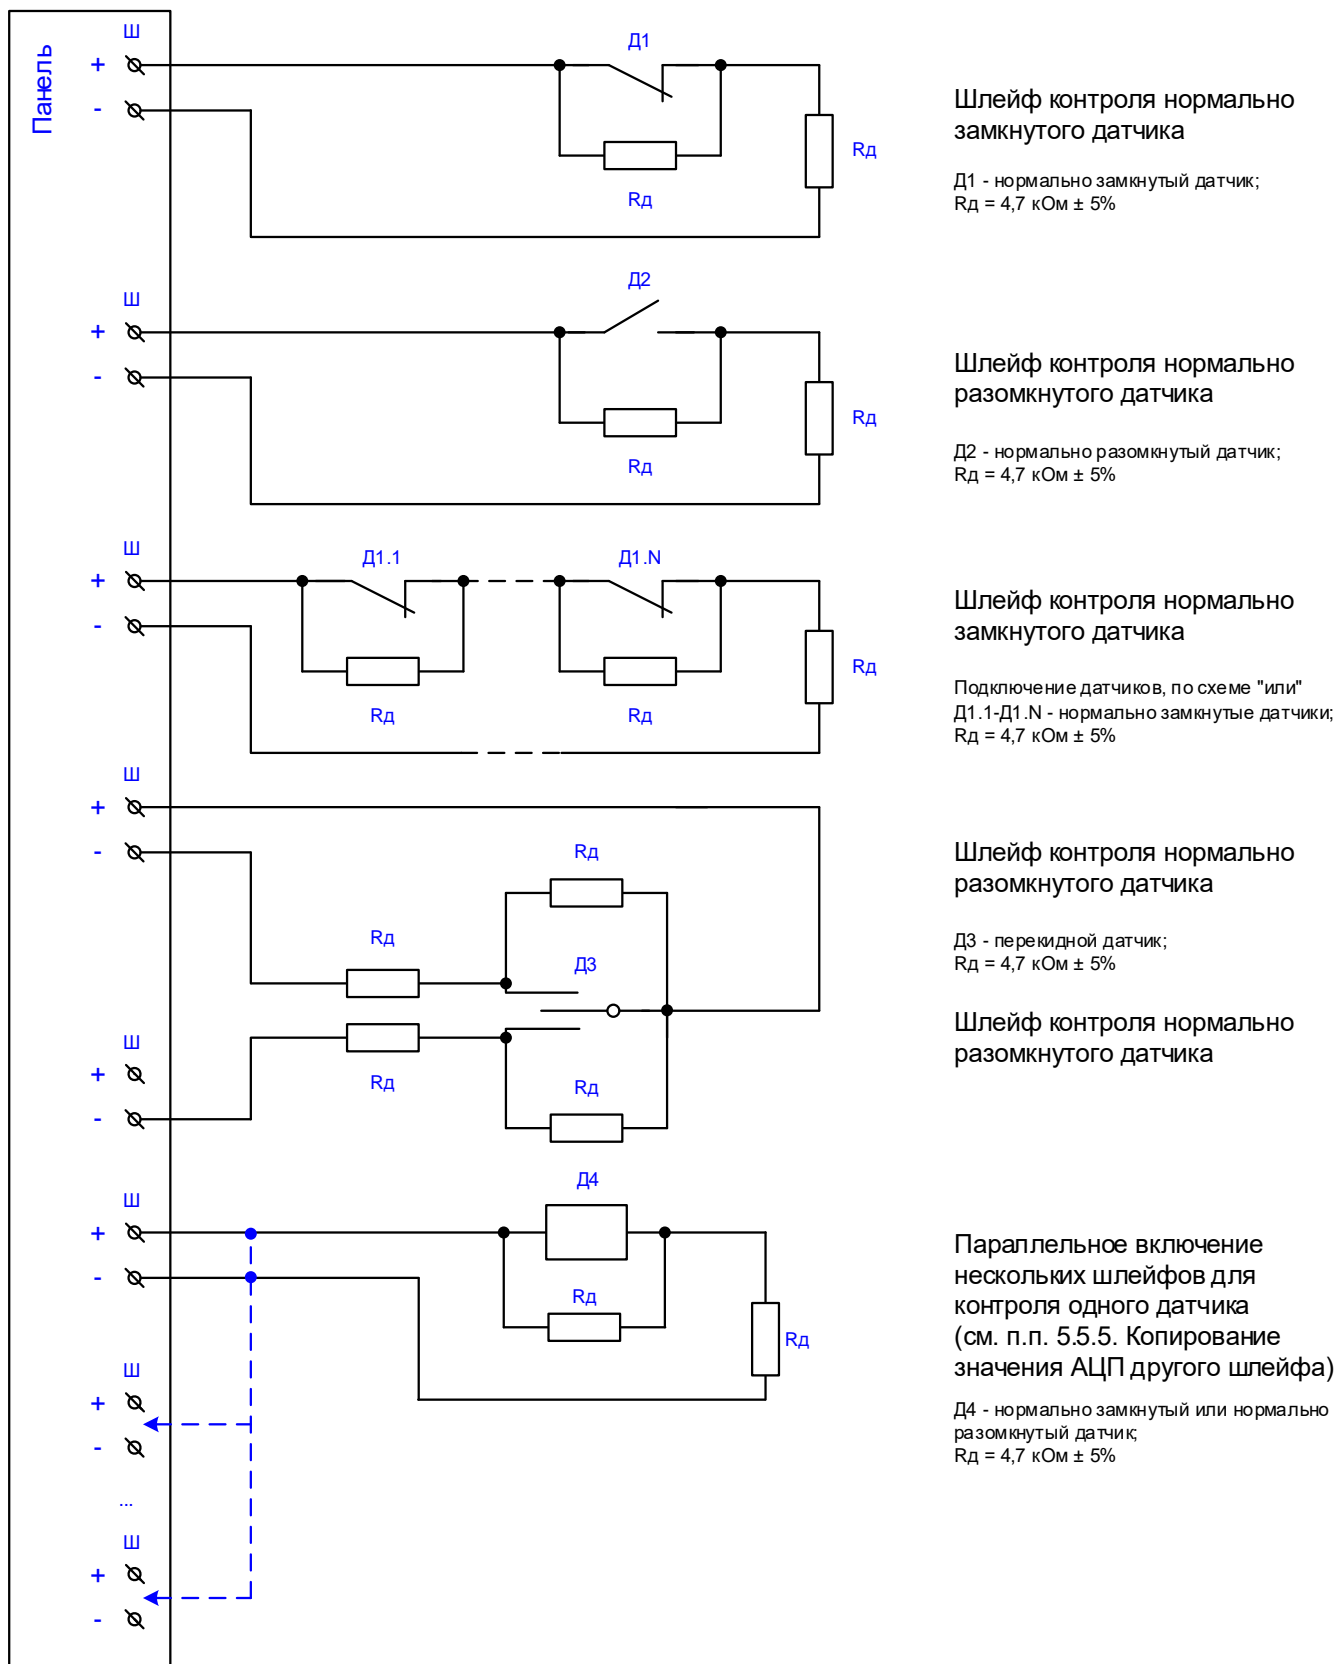 Панель
Ш
+
-
Д1
Rд
Rд
Шлейф контроля нормально
замкнутого датчика
Д1 - нормально замкнутый датчик;
Rд = 4,7 кОм ± 5%
Ш
+
-
Д2
Rд
Rд
Шлейф контроля нормально
разомкнутого датчика
Д2 - нормально разомкнутый датчик;
Rд = 4,7 кОм ± 5%
Ш
+
-
Д1.1
Д1.N
Rд
Rд
Rд
Шлейф контроля нормально
замкнутого датчика
Подключение датчиков, по схеме "или"
Д1.1-Д1.N - нормально замкнутые датчики;
Rд = 4,7 кОм ± 5%
Ш
+
-
Rд
Rд
Д3
Шлейф контроля нормально
разомкнутого датчика
Д3 - перекидной датчик;
Rд = 4,7 кОм ± 5%
Шлейф контроля нормально
разомкнутого датчика
Ш
+
-
Rд
Rд
Ш
+
-
Д4
Rд
Rд
Параллельное включение
нескольких шлейфов для
контроля одного датчика
(см. п.п. 5.5.5. Копирование
значения АЦП другого шлейфа)
Д4 - нормально замкнутый или нормально
разомкнутый датчик;
Rд = 4,7 кОм ± 5%
Ш
+
-
...
Ш
+
-